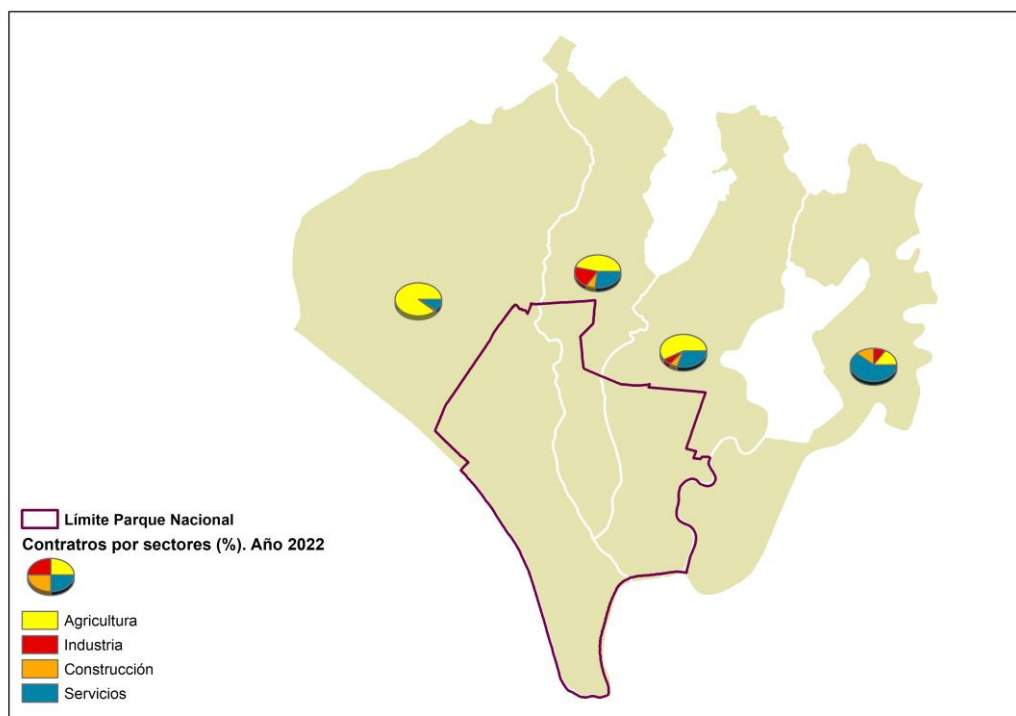 Límite Parque Nacional
Contratros por sectores (%). Año 2022
Agricultura
Industria
Construcción
Servicios